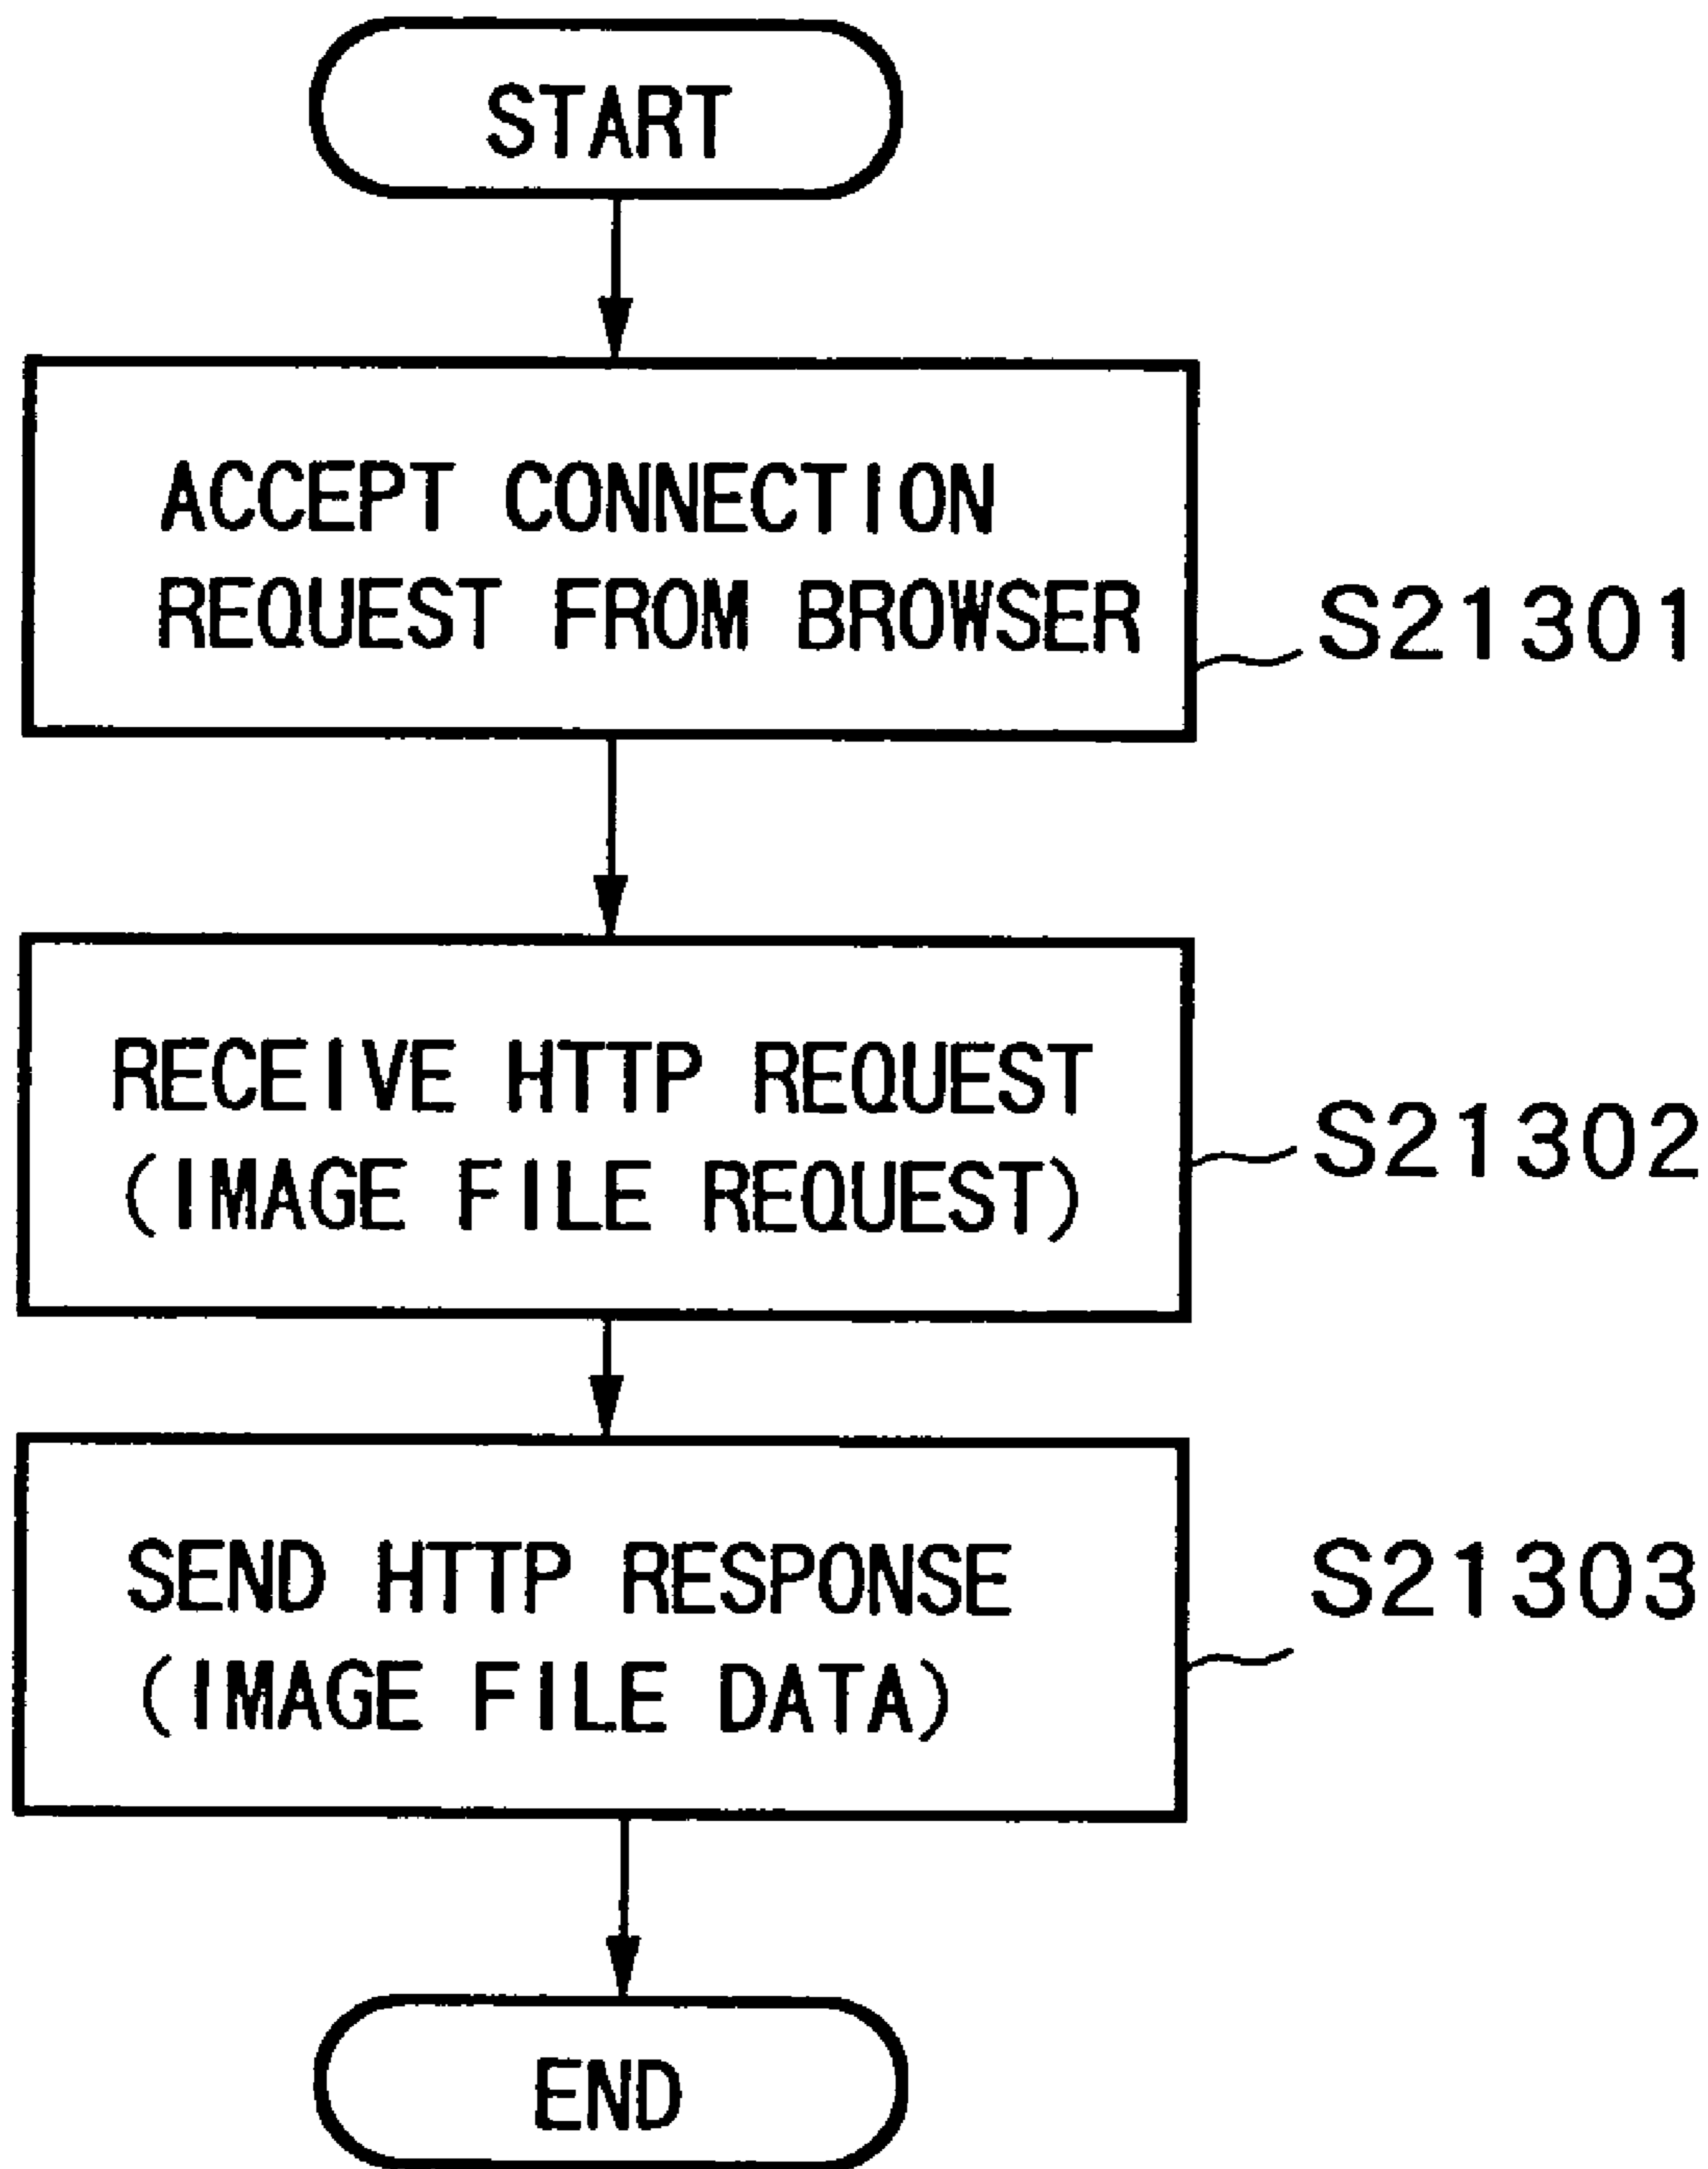 START
ACCEPT CONNECTION
REQUEST FROM BROWSER
S21301
RECEIVE HTTP REQUEST
(IMAGE FILE REQUEST)
S21302
SEND HTTP RESPONSE
(IMAGE FILE DATA)
S21303
END